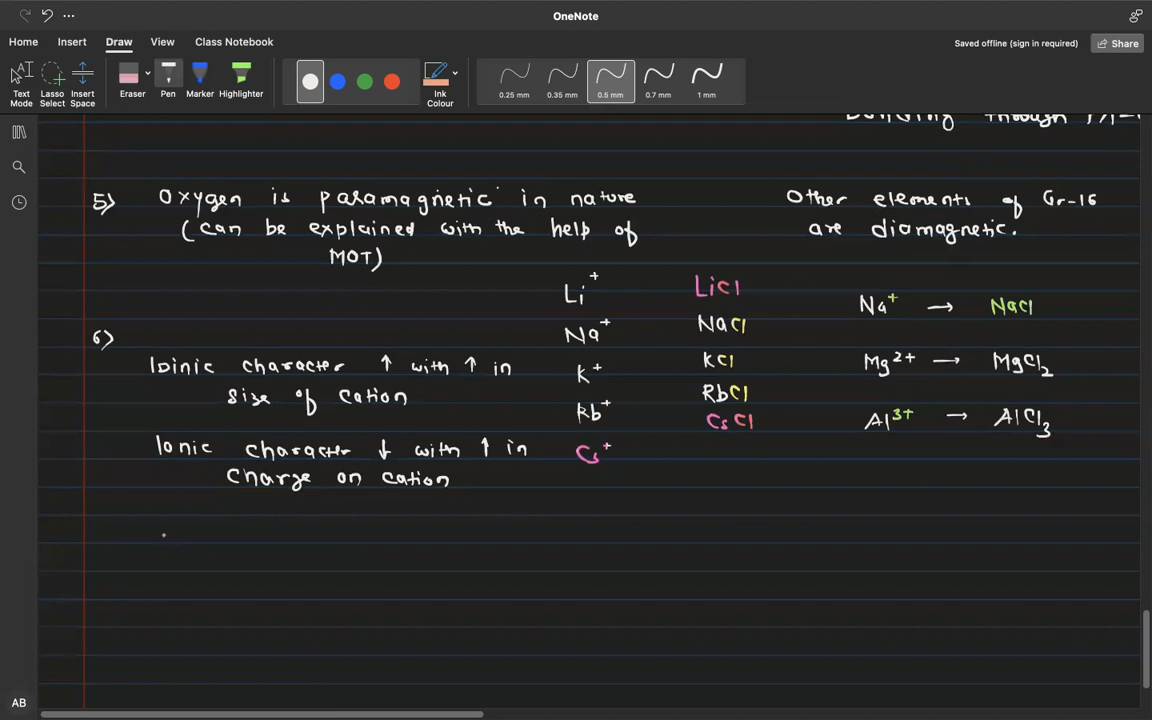 OneNote
Home Insert Draw View Class Notebook
Saved offline (sign in required)
Share
Text Mode
Lasso Select
Insert Space
Eraser
Pen
Marker
Highlighter
Ink Colour
0.25 mm
0.35 mm
0.5 mm
0.7 mm
1 mm
through
5) Oxygen is paramagnetic in nature
(can be explained with the help of
MOT)
Other elements of Gr-16
are diamagnetic.
6)
Ioinic character ↑ with ↑ in
size of cation
Ionic character ↓ with ↑ in
charge on cation
Li⁺ LiCl
Na⁺ NaCl
K⁺ KCl
Rb⁺ RbCl
Cs⁺ CsCl
Na⁺ → NaCl
Mg²⁺ → MgCl₂
Al³⁺ → AlCl₃
AB